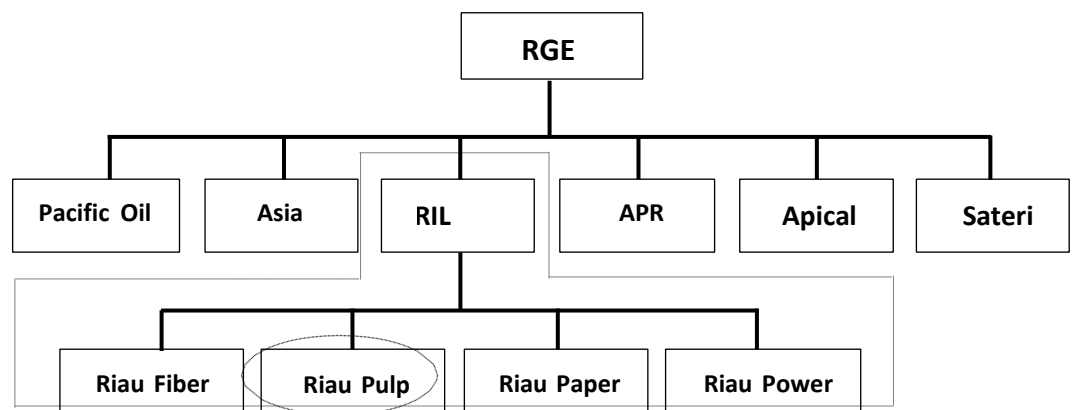 RGE
Pacific Oil
Asia
RIL
APR
Apical
Sateri
Riau Fiber
Riau Pulp
Riau Paper
Riau Power